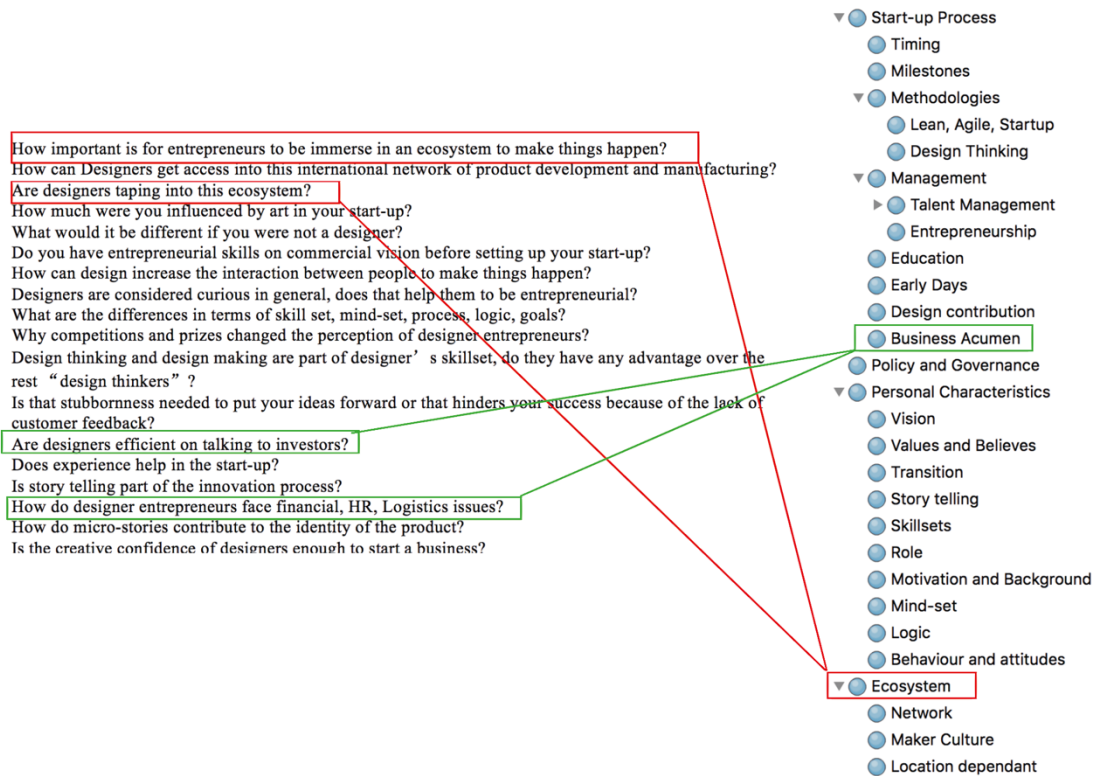 How important is for entrepreneurs to be immerse in an ecosystem to make things happen?
How can Designers get access into this international network of product development and manufacturing?
Are designers taping into this ecosystem?
How much were you influenced by art in your start-up?
What would it be different if you were not a designer?
Do you have entrepreneurial skills on commercial vision before setting up your start-up?
How can design increase the interaction between people to make things happen?
Designers are considered curious in general, does that help them to be entrepreneurial?
What are the differences in terms of skill set, mind-set, process, logic, goals?
Why competitions and prizes changed the perception of designer entrepreneurs?
Design thinking and design making are part of designer’s skillset, do they have any advantage over the
rest “design thinkers”?
Is that stubbornness needed to put your ideas forward or that hinders your success because of the lack of
customer feedback?
Are designers efficient on talking to investors?
Does experience help in the start-up?
Is story telling part of the innovation process?
How do designer entrepreneurs face financial, HR, Logistics issues?
How do micro-stories contribute to the identity of the product?
Is the creative confidence of designers enough to start a business?
Start-up Process
Timing
Milestones
Methodologies
Lean, Agile, Startup
Design Thinking
Management
Talent Management
Entrepreneurship
Education
Early Days
Design contribution
Business Acumen
Policy and Governance
Personal Characteristics
Vision
Values and Believes
Transition
Story telling
Skillsets
Role
Motivation and Background
Mind-set
Logic
Behaviour and attitudes
Ecosystem
Network
Maker Culture
Location dependant